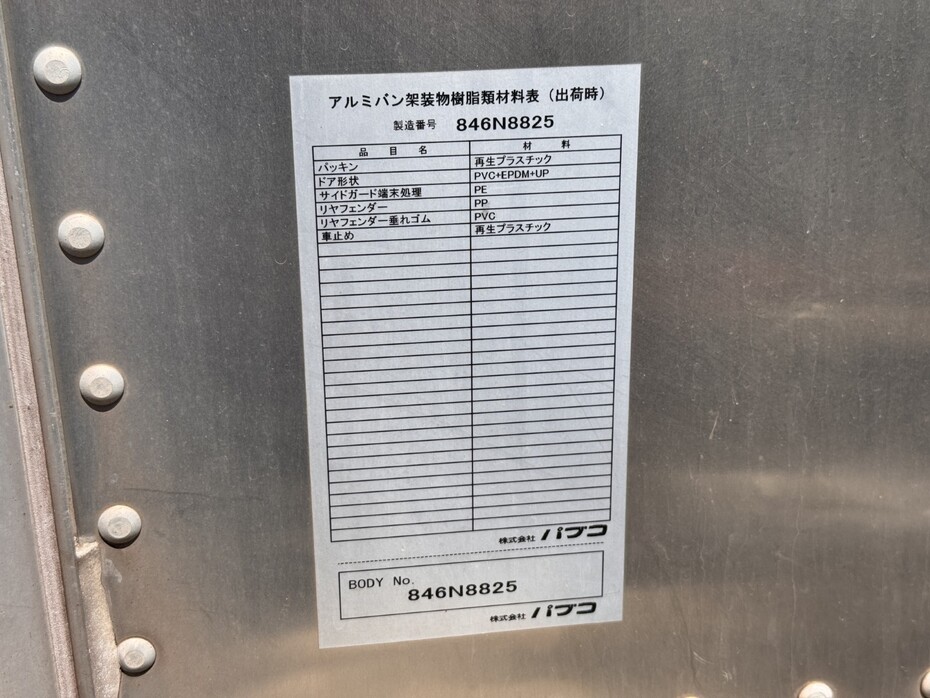 アルミバン架装物樹脂類材料表（出荷時）
製造番号 846N8825
品目名 材料
パッキン 再生プラスチック
ドア形状 PVC+EPDM+UP
サイドガード端末処理 PE
リヤフェンダー PP
リヤフェンダー垂れゴム PVC
車止め 再生プラスチック
株式会社 パブコ
BODY No.
846N8825
株式会社 パブコ